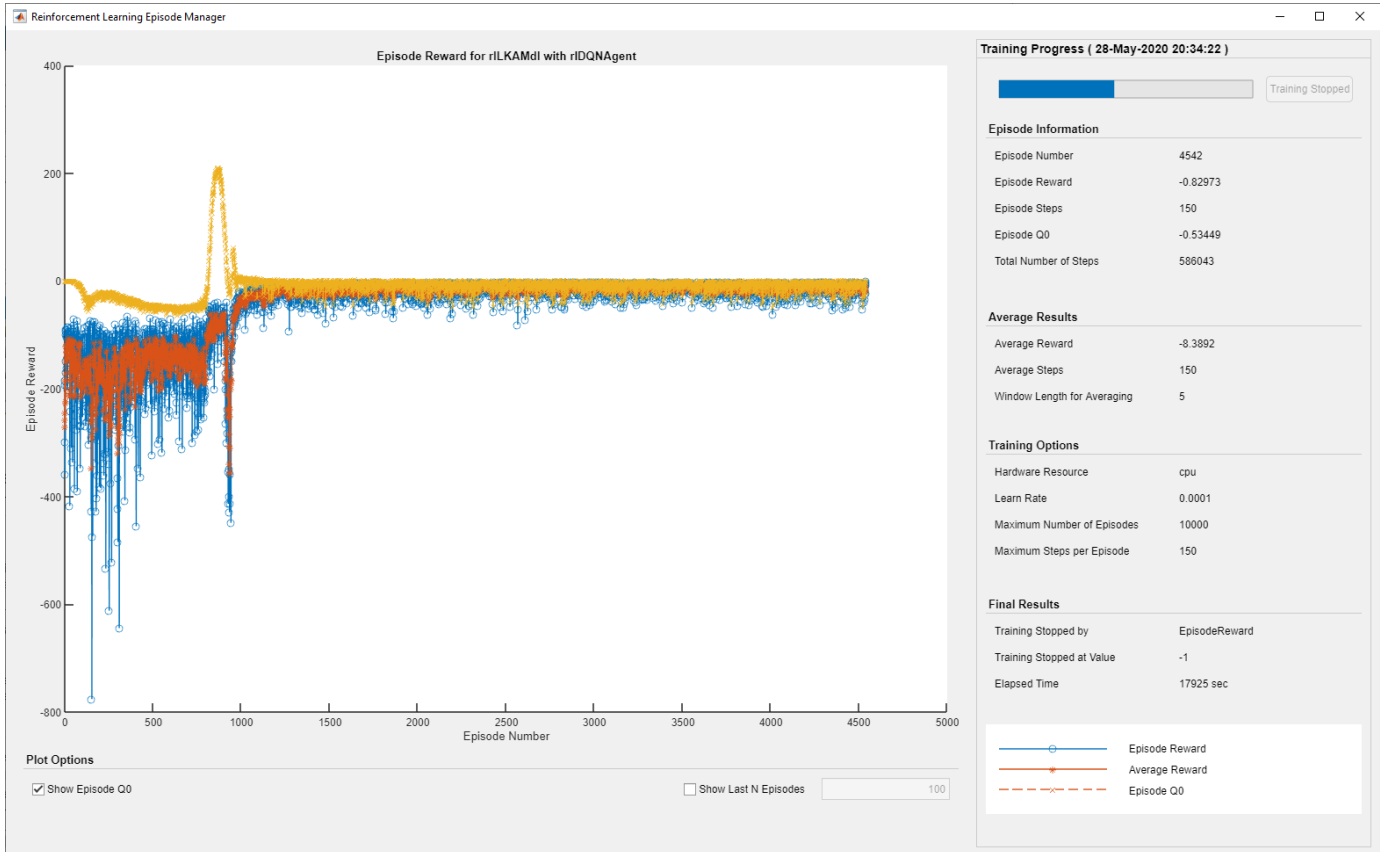 Reinforcement Learning Episode Manager
Episode Reward for rlLKAMdl with rlDQNAgent
400
200
0
-200
-400
-600
-800
Episode Reward
0 500 1000 1500 2000 2500 3000 3500 4000 4500 5000
Episode Number
Plot Options
Show Episode Q0
Show Last N Episodes 100
Training Progress ( 28-May-2020 20:34:22 )
Training Stopped
Episode Information
Episode Number 4542
Episode Reward -0.82973
Episode Steps 150
Episode Q0 -0.53449
Total Number of Steps 586043
Average Results
Average Reward -8.3892
Average Steps 150
Window Length for Averaging 5
Training Options
Hardware Resource cpu
Learn Rate 0.0001
Maximum Number of Episodes 10000
Maximum Steps per Episode 150
Final Results
Training Stopped by EpisodeReward
Training Stopped at Value -1
Elapsed Time 17925 sec
Episode Reward
Average Reward
Episode Q0